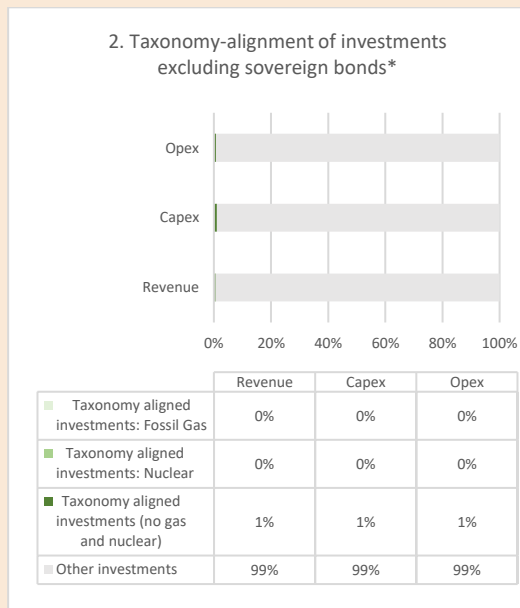 2. Taxonomy-alignment of investments
excluding sovereign bonds*
Opex
Capex
Revenue
0% 20% 40% 60% 80% 100%
Revenue Capex Opex
Taxonomy aligned
investments: Fossil Gas
0% 0% 0%
Taxonomy aligned
investments: Nuclear
0% 0% 0%
Taxonomy aligned
investments (no gas
and nuclear)
1% 1% 1%
Other investments 99% 99% 99%